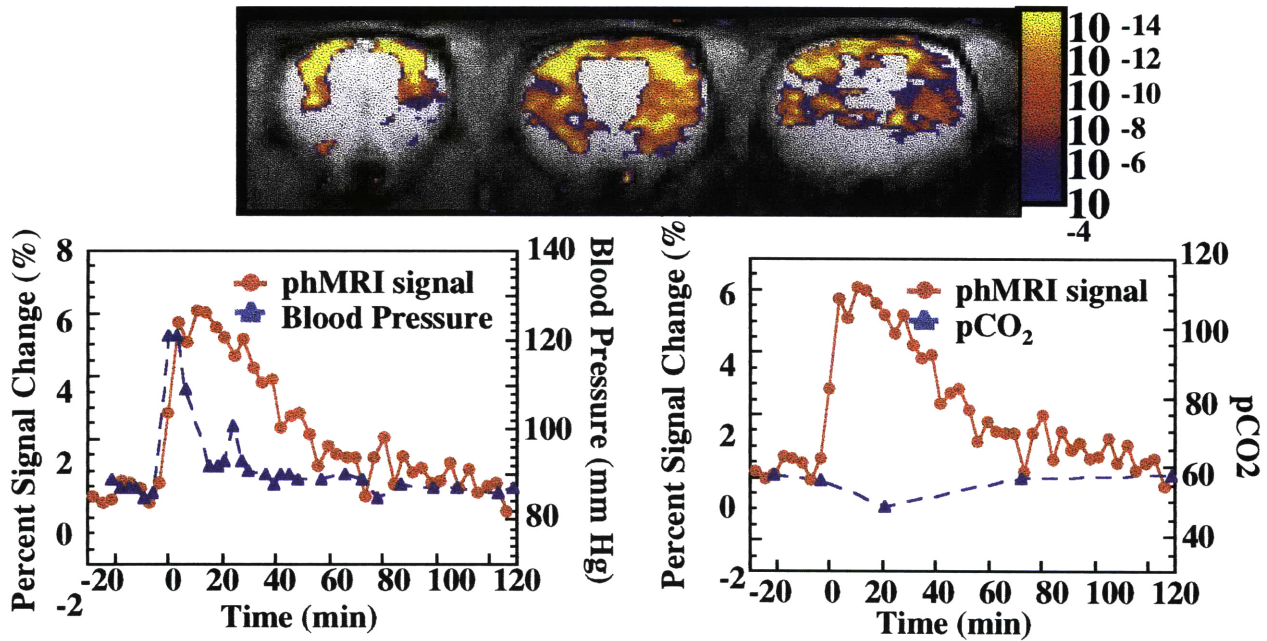 10 -14
10 -12
10 -10
10 -8
10 -6
10 -4
Percent Signal Change (%)
8
6
4
2
0
-2
phMRI signal
Blood Pressure
140
120
100
80
Blood Pressure (mm Hg)
-20 0 20 40 60 80 100 120
Time (min)
Percent Signal Change (%)
6
4
2
0
-2
phMRI signal
pCO2
120
100
80
60
40
pCO2
-20 0 20 40 60 80 100 120
Time (min)